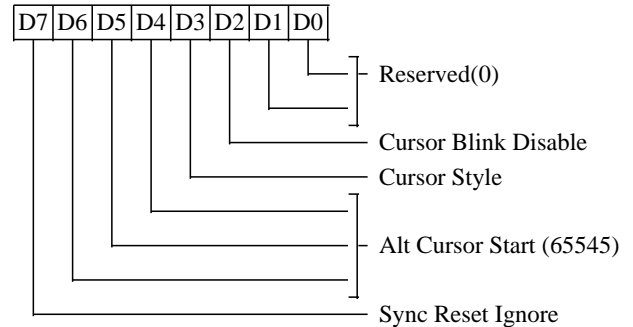 D7 D6 D5 D4 D3 D2 D1 D0
Reserved(0)
Cursor Blink Disable
Cursor Style
Alt Cursor Start (65545)
Sync Reset Ignore